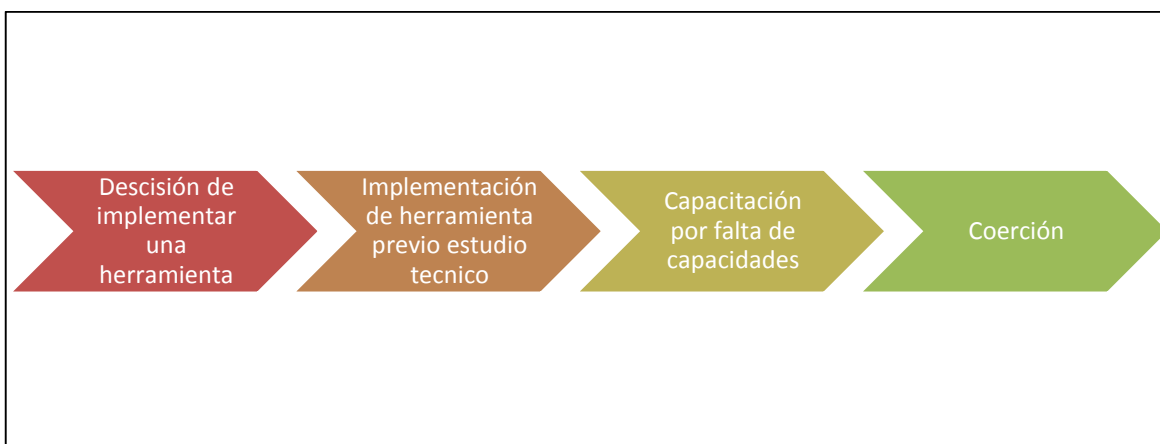 Descisión de
implementar
una
herramienta
Implementación
de herramienta
previo estudio
tecnico
Capacitación
por falta de
capacidades
Coerción